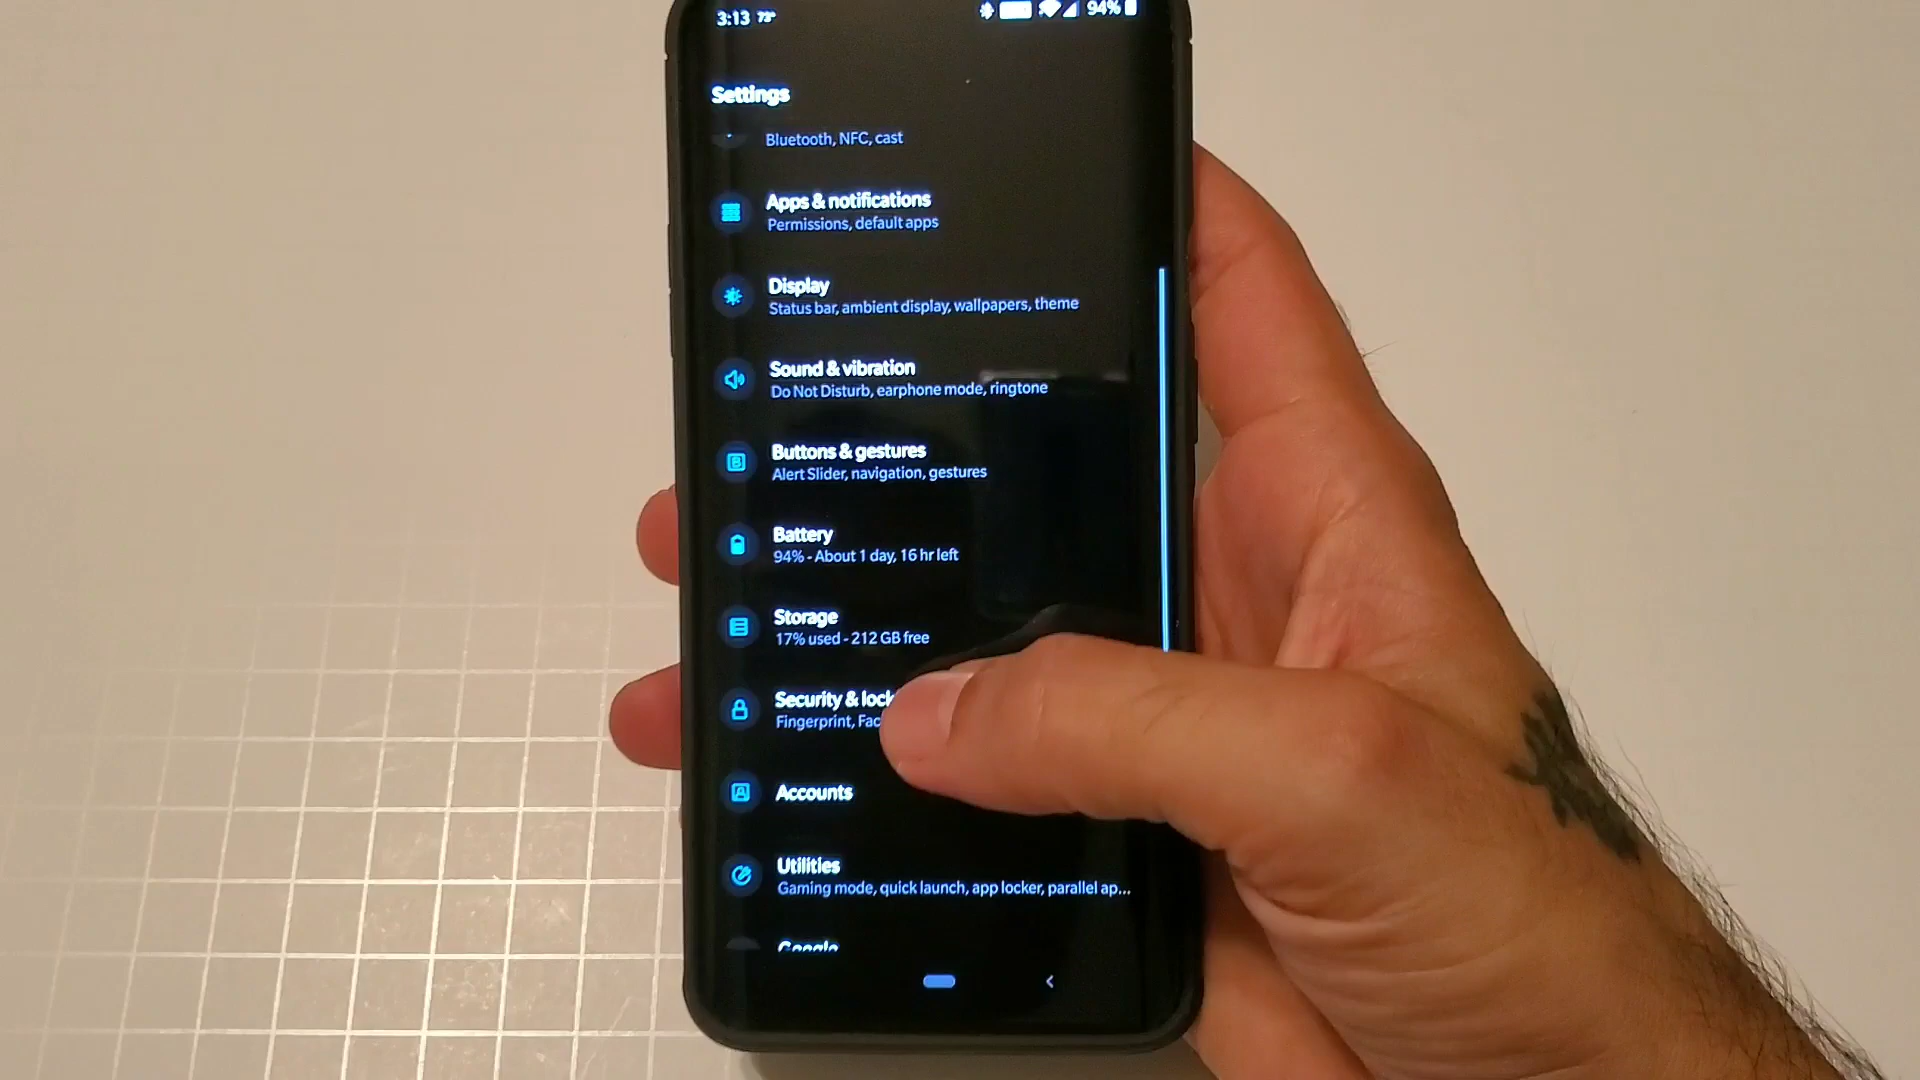 3:13 73° 94%
Settings
Bluetooth, NFC, cast
Apps & notifications
Permissions, default apps
Display
Status bar, ambient display, wallpapers, theme
Sound & vibration
Do Not Disturb, earphone mode, ringtone
Buttons & gestures
Alert Slider, navigation, gestures
Battery
94% - About 1 day, 16 hr left
Storage
17% used - 212 GB free
Security & lock
Fingerprint, Fac
Accounts
Utilities
Gaming mode, quick launch, app locker, parallel ap...
Google